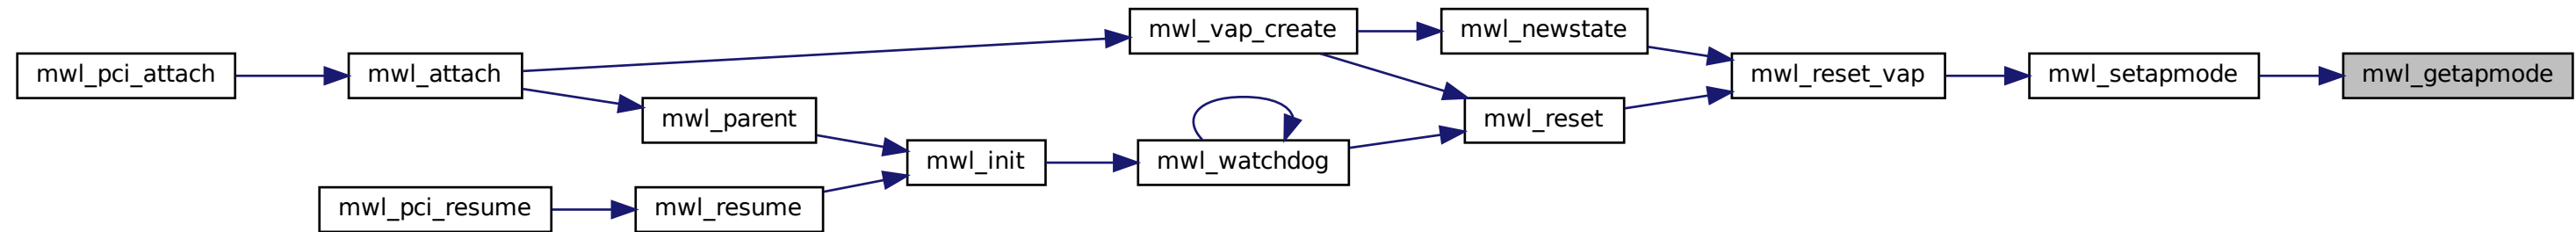 mwl_vap_create
mwl_newstate
mwl_pci_attach
mwl_attach
mwl_reset_vap
mwl_setapmode
mwl_getapmode
mwl_parent
mwl_reset
mwl_init
mwl_watchdog
mwl_pci_resume
mwl_resume